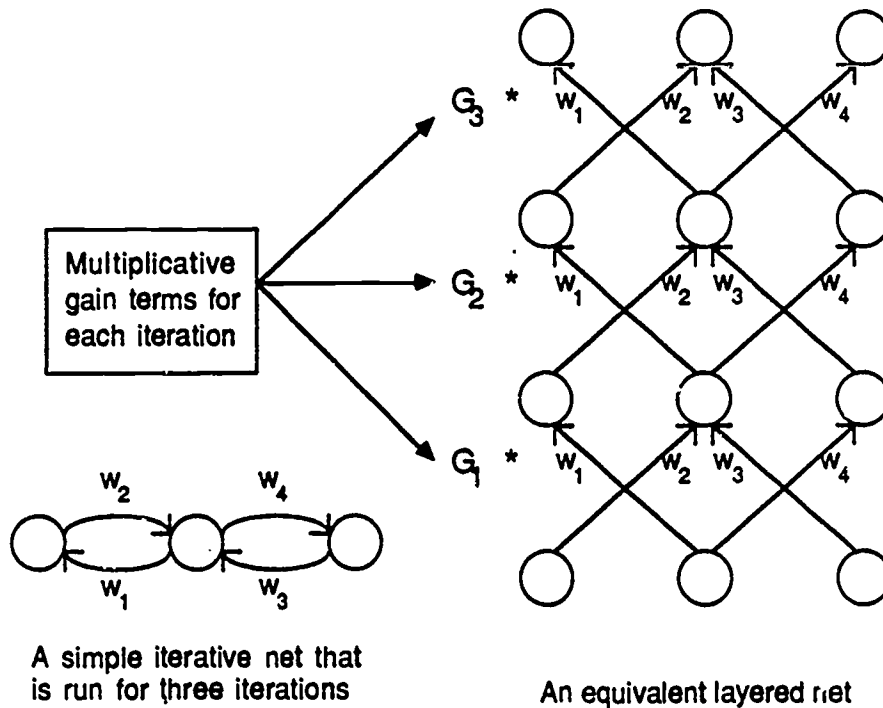 G3 *
W1
W2
W3
W4
Multiplicative
gain terms for
each iteration
G2 *
W1
W2
W3
W4
G1 *
W1
W2
W3
W4
W2
W4
W1
W3
A simple iterative net that
is run for three iterations
An equivalent layered net